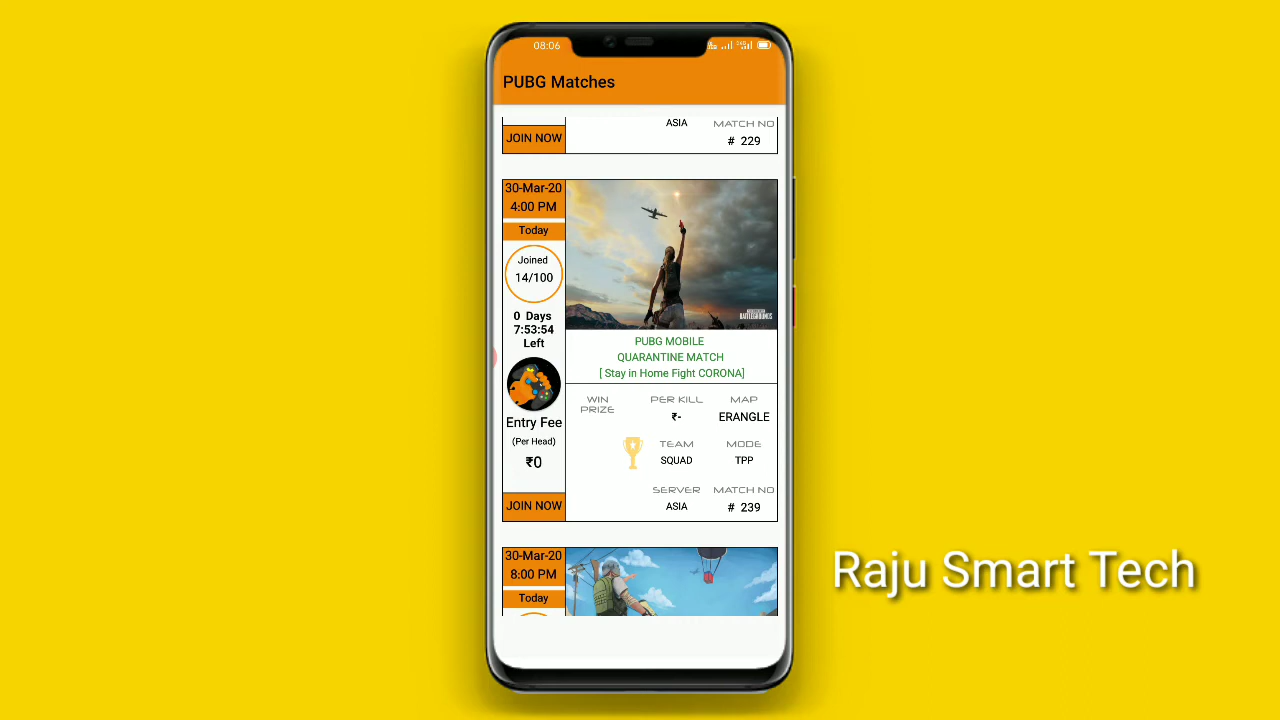 08:06
PUBG Matches
JOIN NOW
ASIA
MATCH NO
# 229
30-Mar-20
4:00 PM
Today
Joined
14/100
0 Days
7:53:54
Left
Entry Fee
(Per Head)
₹0
JOIN NOW
BATTLEGROUNDS
PUBG MOBILE
QUARANTINE MATCH
[ Stay in Home Fight CORONA]
WIN
PRIZE
PER KILL
₹-
MAP
ERANGLE
TEAM
SQUAD
MODE
TPP
SERVER
ASIA
MATCH NO
# 239
30-Mar-20
8:00 PM
Today
Raju Smart Tech